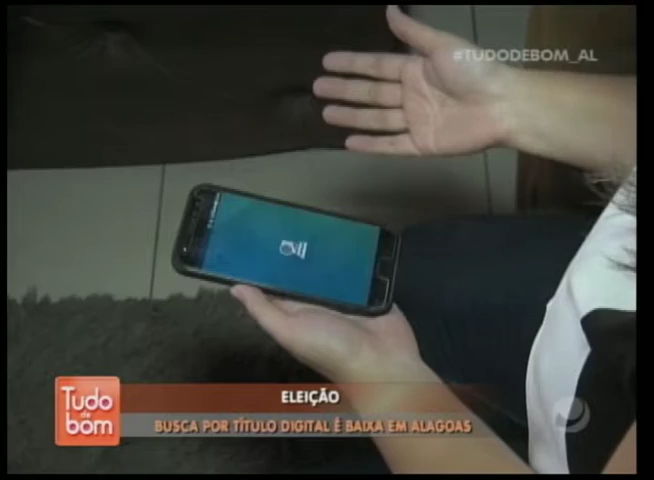 #TUDODEBOM_AL
Tudo
de
bom
ELEIÇÃO
BUSCA POR TÍTULO DIGITAL É BAIXA EM ALAGOAS